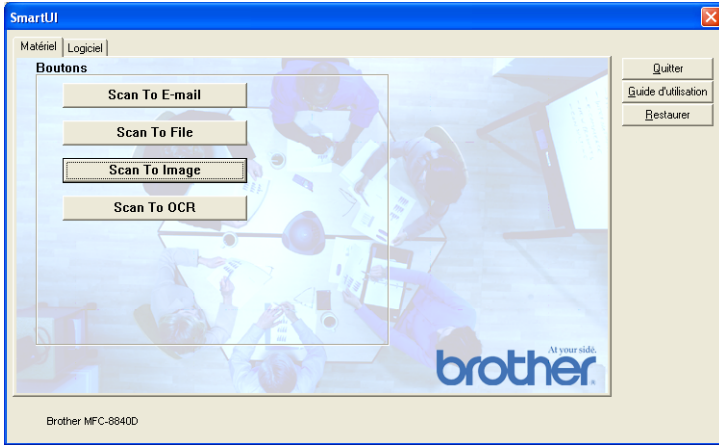 SmartUI
Matériel
Logiciel
Boutons
Scan To E-mail
Scan To File
Scan To Image
Scan To OCR
Quitter
Guide d'utilisation
Restaurer
At your side.
brother
Brother MFC-8840D